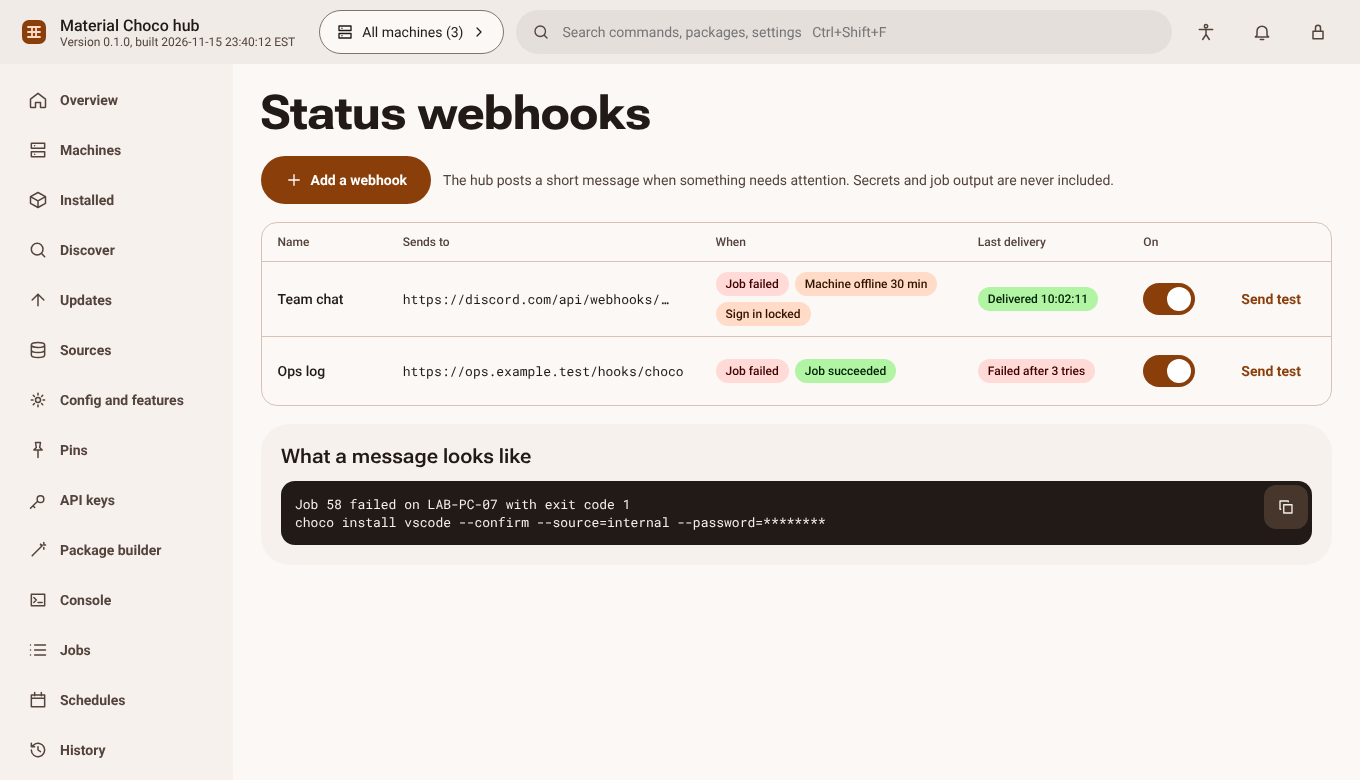 Material Choco hub
Version 0.1.0, built 2026-11-15 23:40:12 EST
All machines (3)
Search commands, packages, settings Ctrl+Shift+F
Overview
Machines
Installed
Discover
Updates
Sources
Config and features
Pins
API keys
Package builder
Console
Jobs
Schedules
History
Status webhooks
Add a webhook
The hub posts a short message when something needs attention. Secrets and job output are never included.
Name Sends to When Last delivery On
Team chat https://discord.com/api/webhooks/… Job failed Machine offline 30 min Sign in locked Delivered 10:02:11 Send test
Ops log https://ops.example.test/hooks/choco Job failed Job succeeded Failed after 3 tries Send test
What a message looks like
Job 58 failed on LAB-PC-07 with exit code 1
choco install vscode --confirm --source=internal --password=********